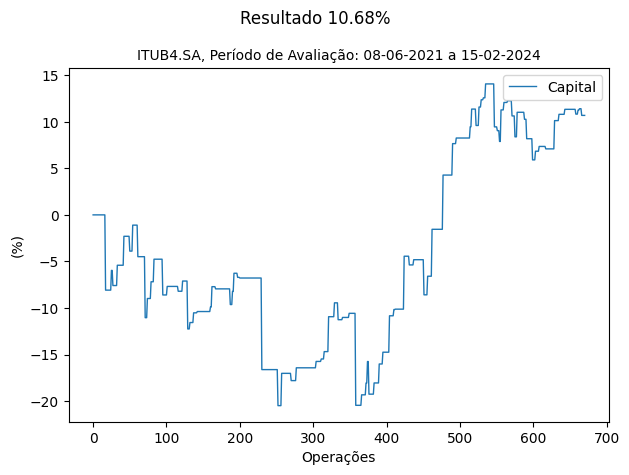 Resultado 10.68%
ITUB4.SA, Período de Avaliação: 08-06-2021 a 15-02-2024
Capital
15
10
5
0
−5
−10
−15
−20
(%)
0 100 200 300 400 500 600 700
Operações